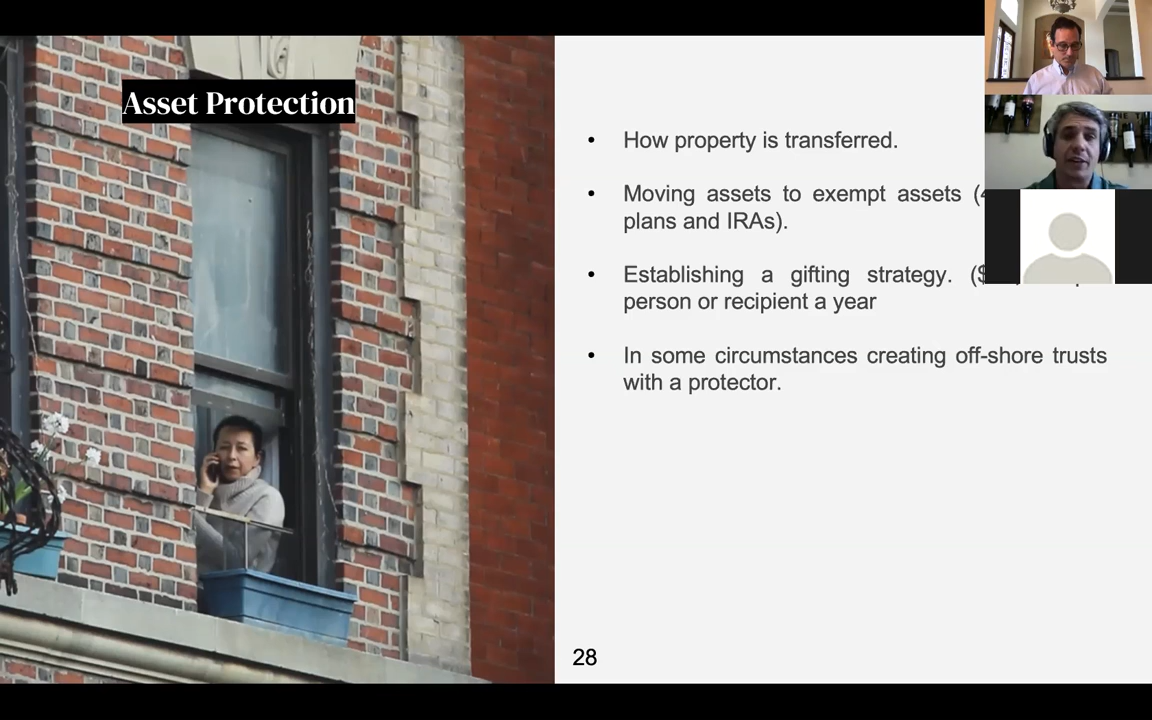 Asset Protection
• How property is transferred.
• Moving assets to exempt assets (
plans and IRAs).
• Establishing a gifting strategy. (
person or recipient a year
• In some circumstances creating off-shore trusts
with a protector.
28